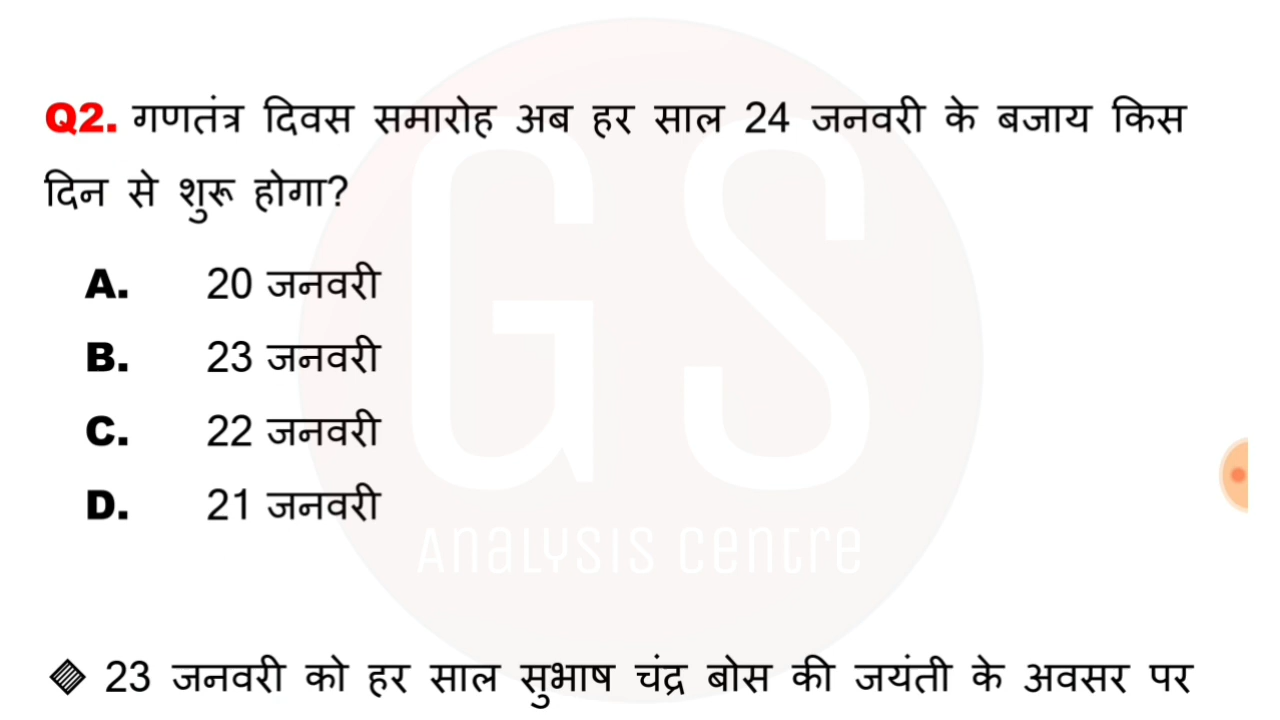 Q2. गणतंत्र दिवस समारोह अब हर साल 24 जनवरी के बजाय किस
दिन से शुरू होगा?
A. 20 जनवरी
B. 23 जनवरी
C. 22 जनवरी
D. 21 जनवरी
GS
Analysis Centre
23 जनवरी को हर साल सुभाष चंद्र बोस की जयंती के अवसर पर